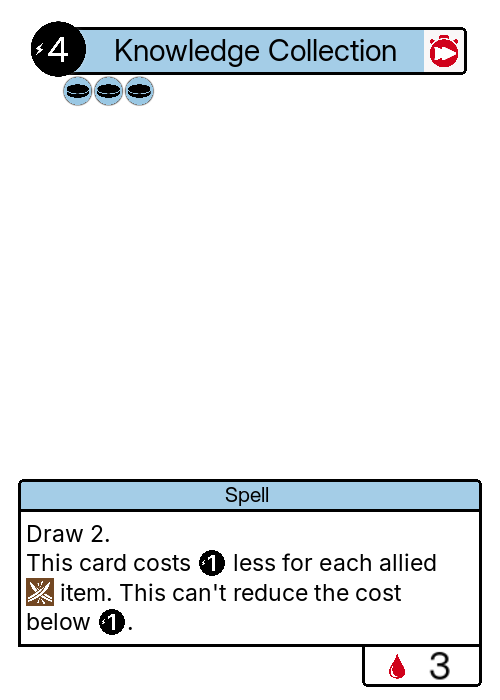 4 Knowledge Collection
Spell
Draw 2.
This card costs 1 less for each allied
item. This can't reduce the cost
below 1.
3